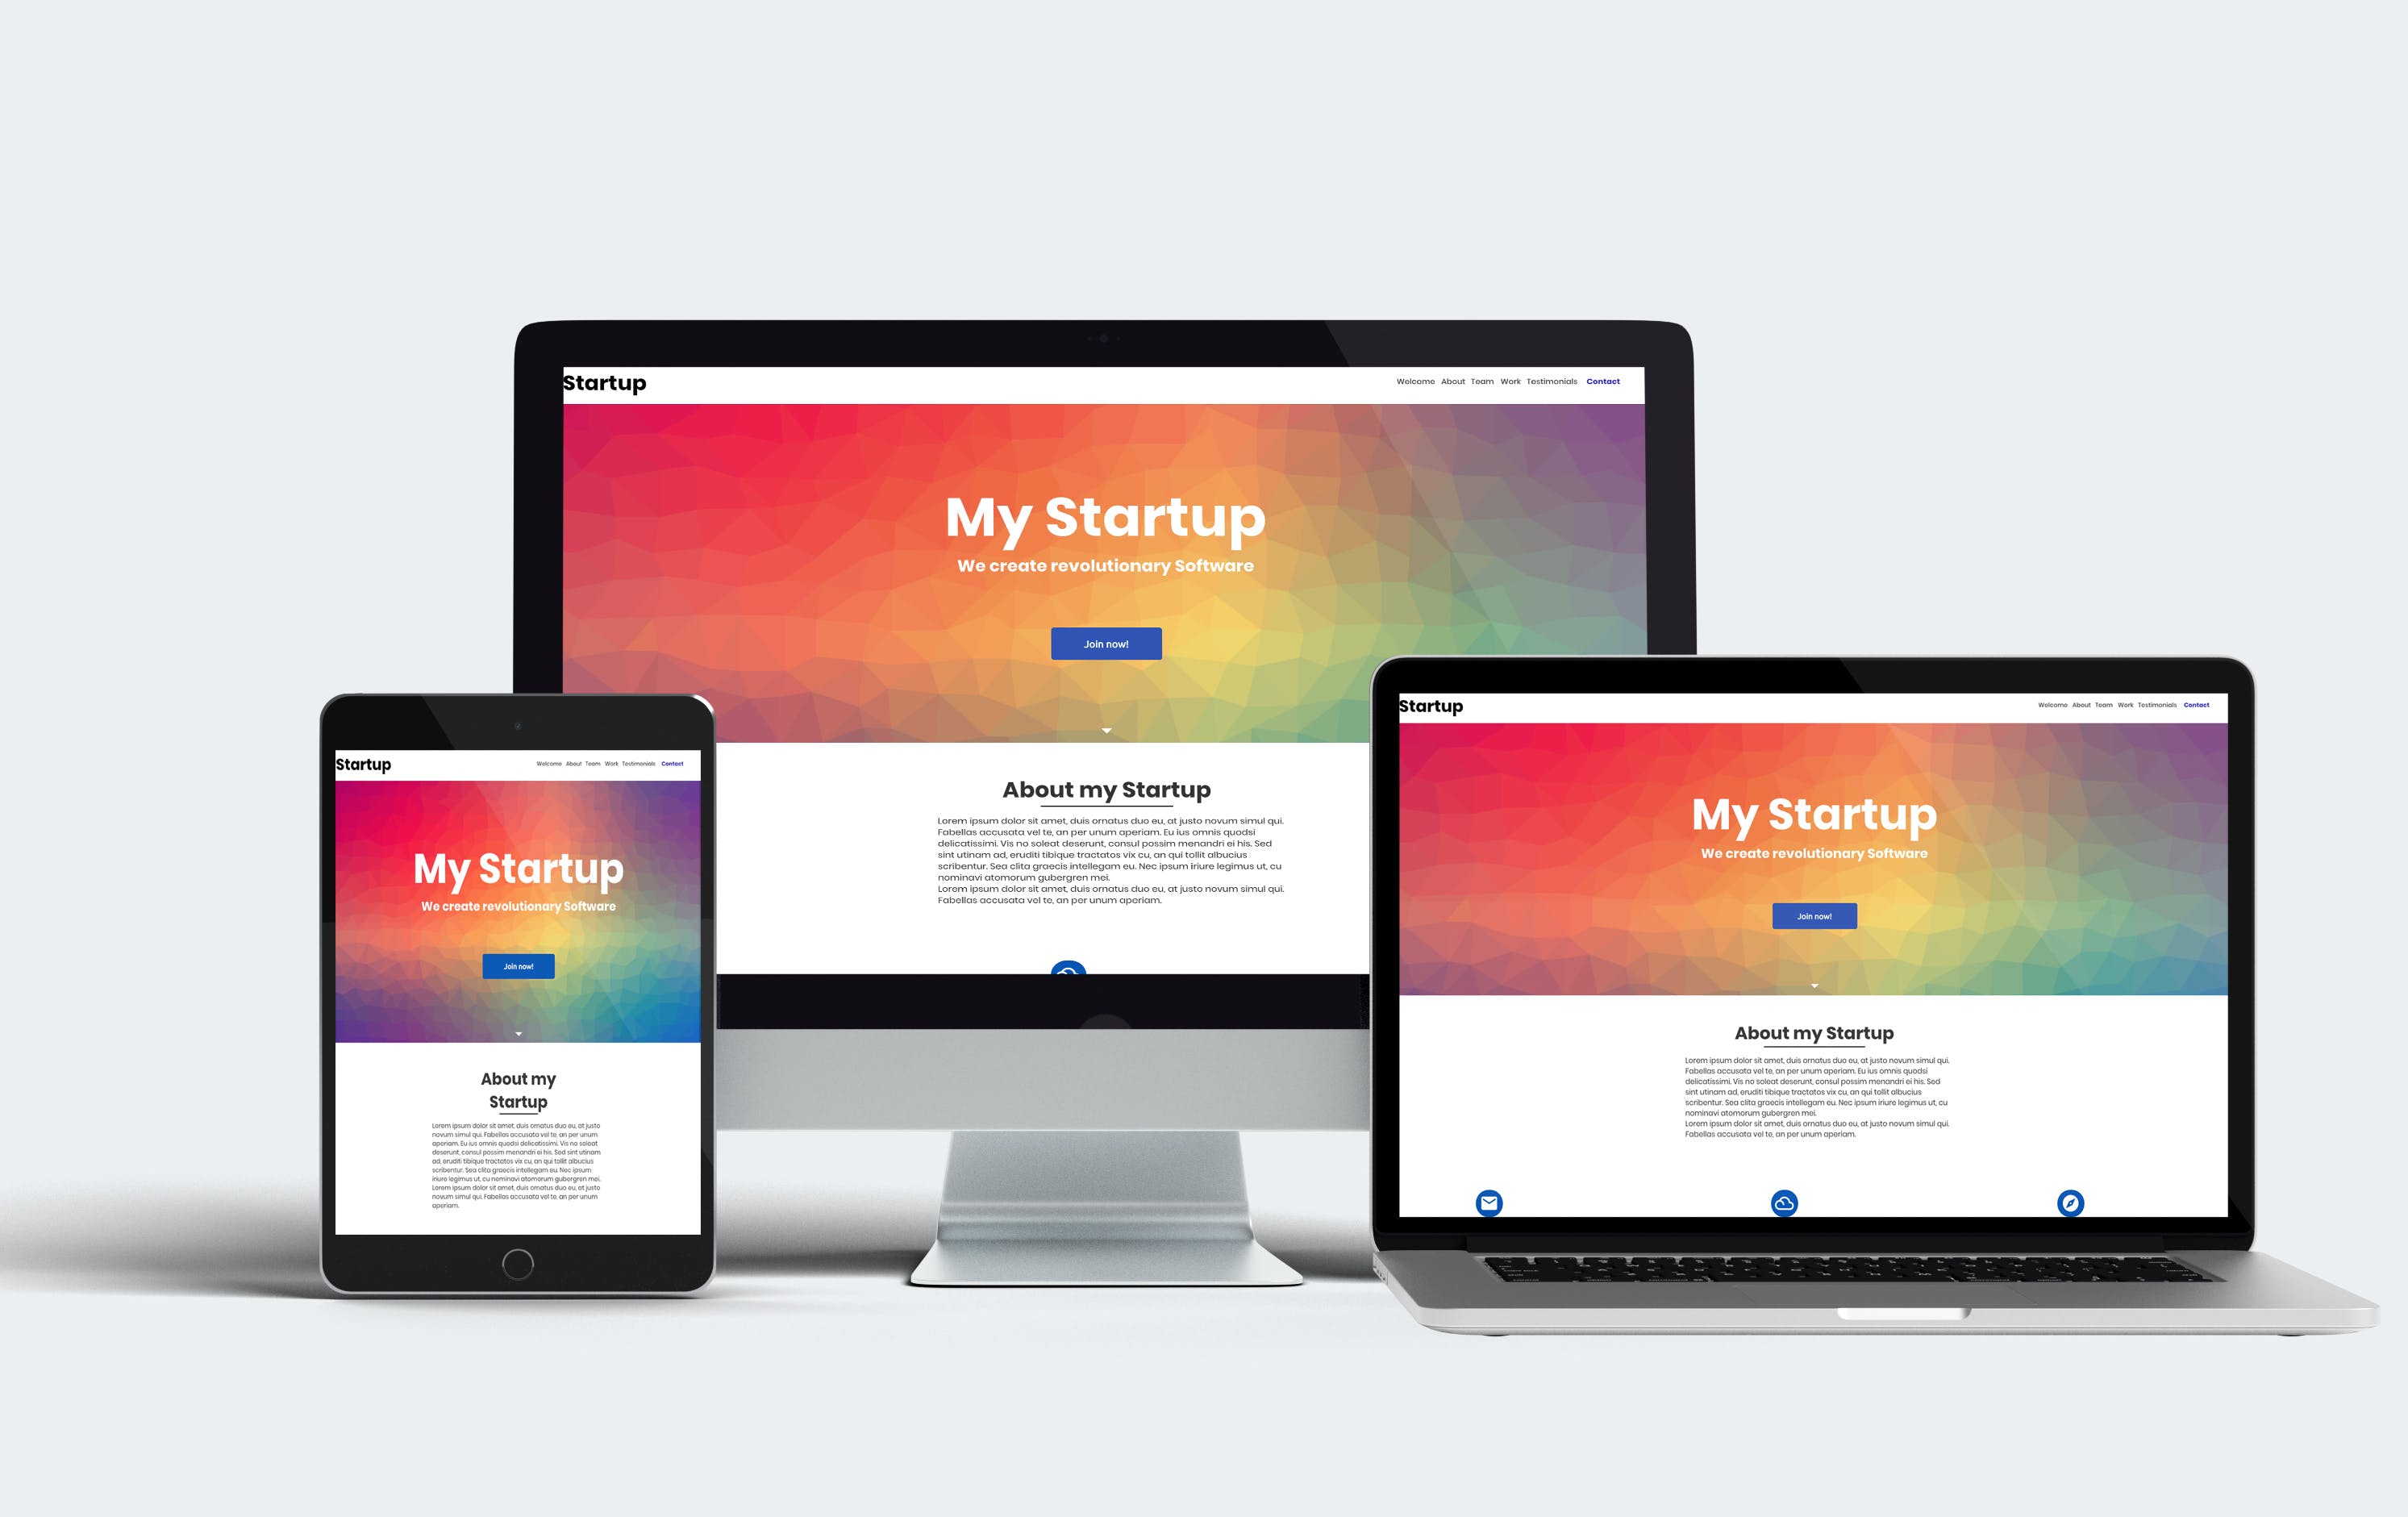 Startup
Welcome About Team Work Testimonials Contact
My Startup
We create revolutionary Software
Join now!
About my Startup
Lorem ipsum dolor sit amet, duis ornatus duo eu, at justo novum simul qui.
Fabellas accusata vel te, an per unum aperiam. Eu ius omnis quodsi
delicatissimi. Vis no soleat deserunt, consul possim menandri ei his. Sed
sint utinam ad, eruditi tibique tractatos vix cu, an qui tollit albucius
scribentur. Sea clita graecis intellegam eu. Nec ipsum iriure legimus ut, cu
nominavi atomorum gubergren mei.
Lorem ipsum dolor sit amet, duis ornatus duo eu, at justo novum simul qui.
Fabellas accusata vel te, an per unum aperiam.
Startup
Welcome About Team Work Testimonials Contact
My Startup
We create revolutionary Software
Join now!
About my
Startup
Lorem ipsum dolor sit amet, duis ornatus duo eu, at justo
novum simul qui. Fabellas accusata vel te, an per unum
aperiam. Eu ius omnis quodsi delicatissimi. Vis no soleat
deserunt, consul possim menandri ei his. Sed sint utinam
ad, eruditi tibique tractatos vix cu, an qui tollit albucius
scribentur. Sea clita graecis intellegam eu. Nec ipsum
iriure legimus ut, cu nominavi atomorum gubergren mei.
Lorem ipsum dolor sit amet, duis ornatus duo eu, at justo
novum simul qui. Fabellas accusata vel te, an per unum
aperiam.
Startup
Welcome About Team Work Testimonials Contact
My Startup
We create revolutionary Software
Join now!
About my Startup
Lorem ipsum dolor sit amet, duis ornatus duo eu, at justo novum simul qui.
Fabellas accusata vel te, an per unum aperiam. Eu ius omnis quodsi
delicatissimi. Vis no soleat deserunt, consul possim menandri ei his. Sed
sint utinam ad, eruditi tibique tractatos vix cu, an qui tollit albucius
scribentur. Sea clita graecis intellegam eu. Nec ipsum iriure legimus ut, cu
nominavi atomorum gubergren mei.
Lorem ipsum dolor sit amet, duis ornatus duo eu, at justo novum simul qui.
Fabellas accusata vel te, an per unum aperiam.